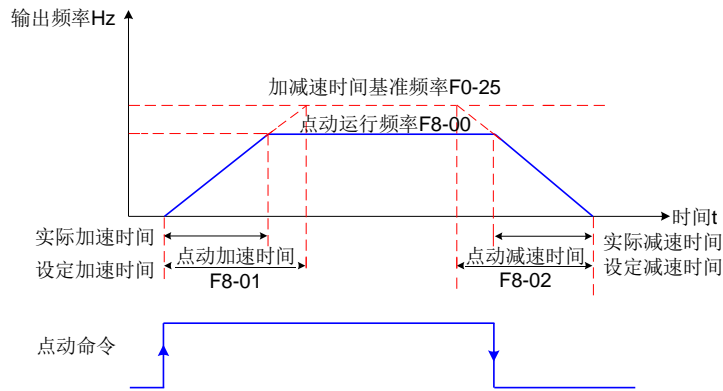 输出频率Hz
加减速时间基准频率F0-25
点动运行频率F8-00
时间t
实际加速时间
实际减速时间
设定加速时间
点动加速时间
F8-01
点动减速时间
F8-02
设定减速时间
点动命令